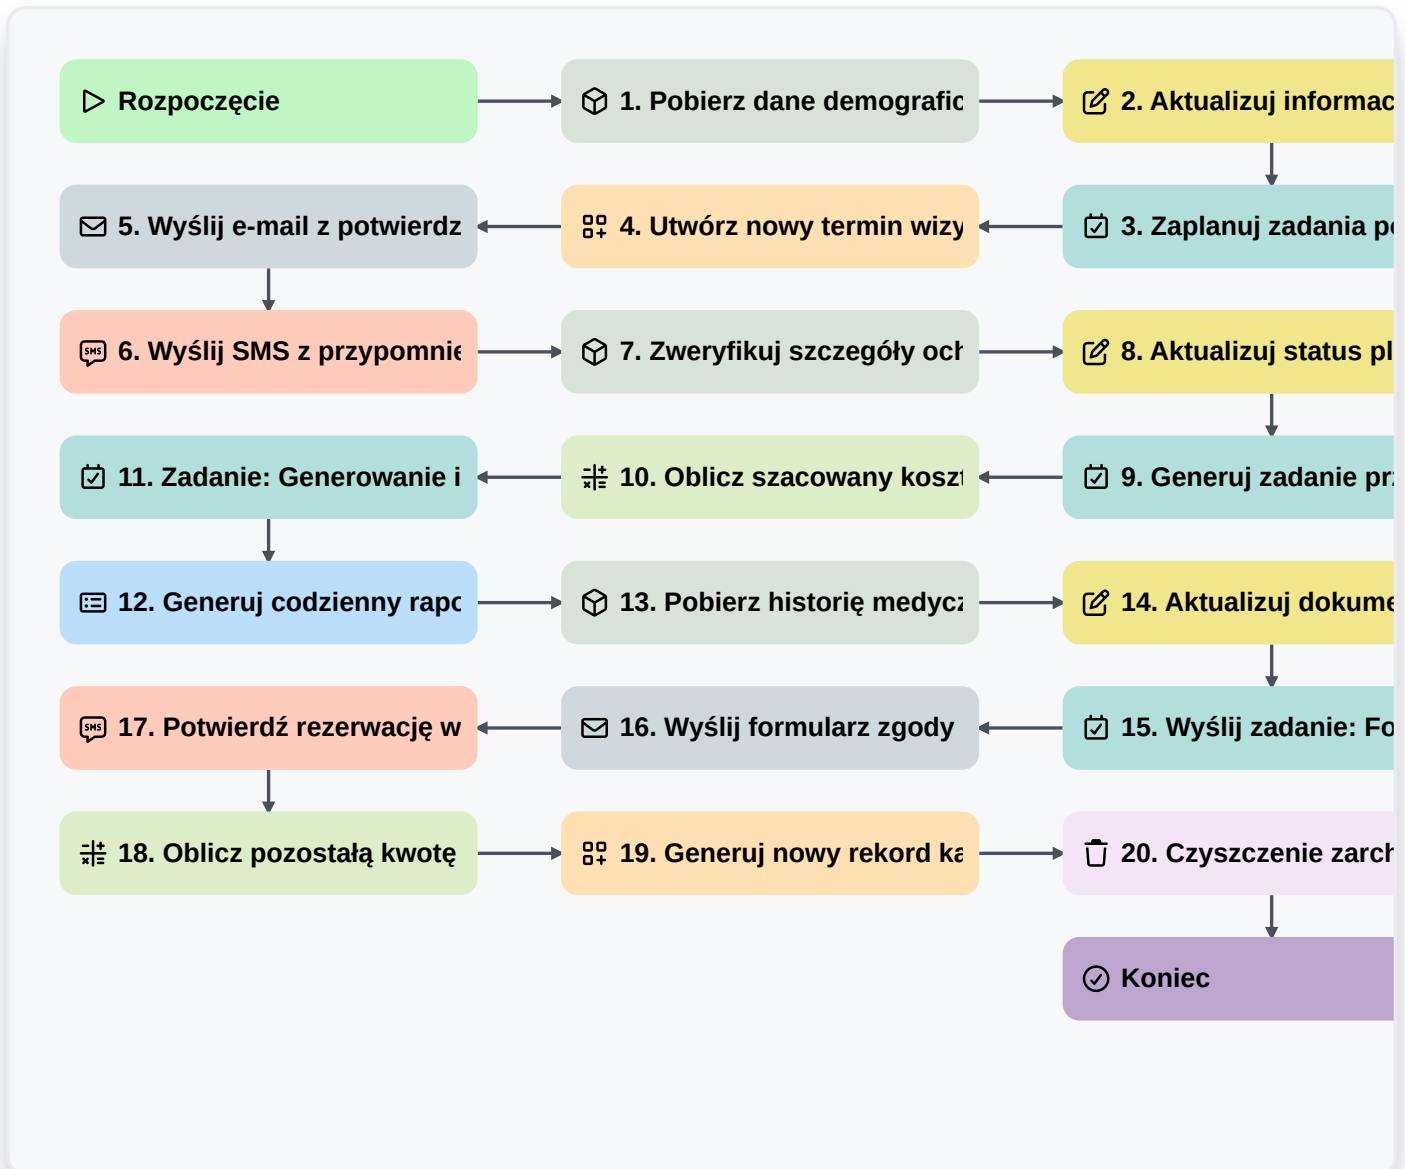 Rozpoczęcie
1. Pobierz dane demografic
2. Aktualizuj informac
5. Wyślij e-mail z potwierdz
4. Utwórz nowy termin wizy
3. Zaplanuj zadania po
6. Wyślij SMS z przypomnie
7. Zweryfikuj szczegóły och
8. Aktualizuj status pl
11. Zadanie: Generowanie i
10. Oblicz szacowany koszt
9. Generuj zadanie prz
12. Generuj codzienny rapo
13. Pobierz historię medycz
14. Aktualizuj dokume
17. Potwierdź rezerwację w
16. Wyślij formularz zgody
15. Wyślij zadanie: Fo
18. Oblicz pozostałą kwotę
19. Generuj nowy rekord ka
20. Czyszczenie zarch
Koniec